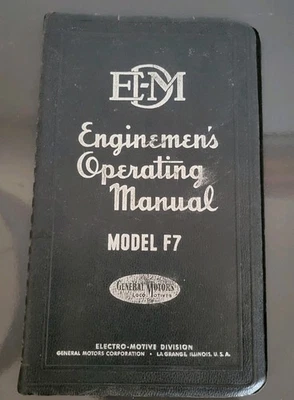 EMD
Enginemen's
Operating
Manual
MODEL F7
GENERAL MOTORS
LOCOMOTIVES
ELECTRO-MOTIVE DIVISION
GENERAL MOTORS CORPORATION • LA GRANGE, ILLINOIS, U.S.A.